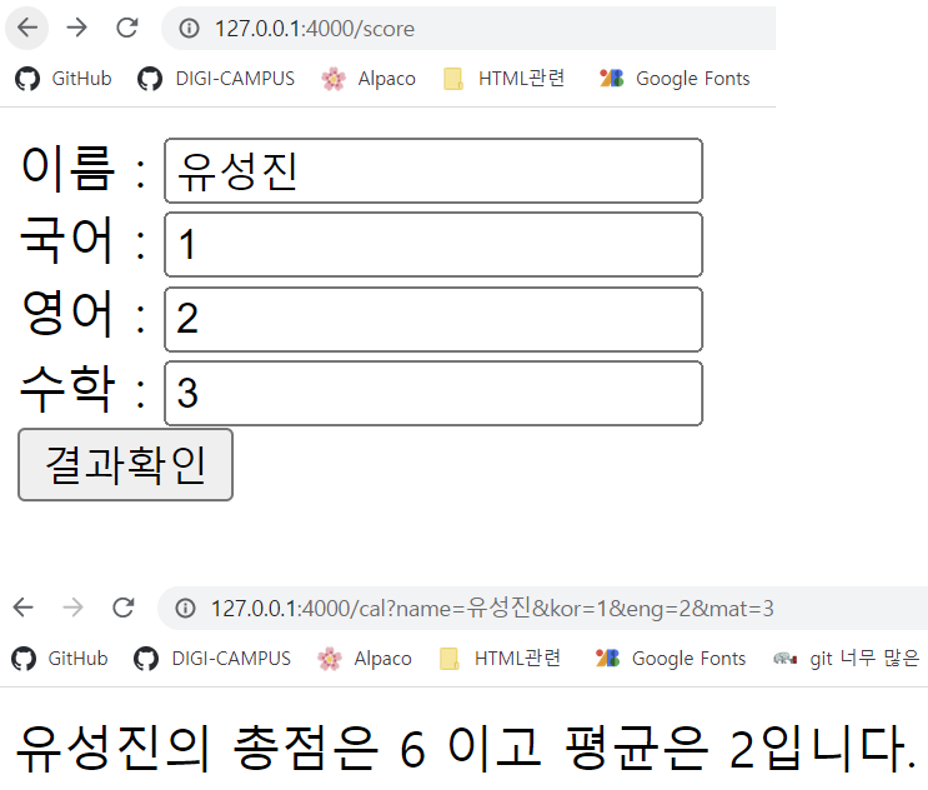 127.0.0.1:4000/score
GitHub DIGI-CAMPUS Alpaco HTML관련 Google Fonts
이름 : 유성진
국어 : 1
영어 : 2
수학 : 3
결과확인
127.0.0.1:4000/cal?name=유성진&kor=1&eng=2&mat=3
GitHub DIGI-CAMPUS Alpaco HTML관련 Google Fonts git 너무 많은
유성진의 총점은 6 이고 평균은 2입니다.